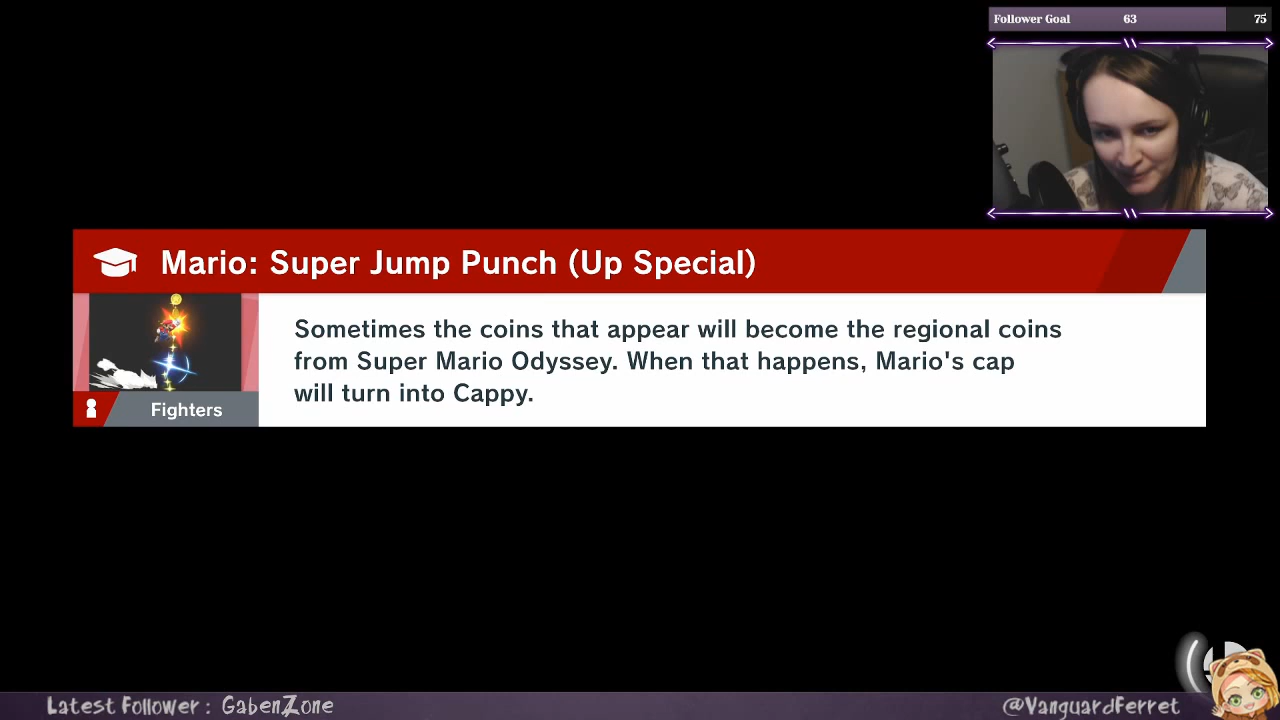 Follower Goal 63 75
Mario: Super Jump Punch (Up Special)
Sometimes the coins that appear will become the regional coins
from Super Mario Odyssey. When that happens, Mario's cap
will turn into Cappy.
Fighters
Latest Follower : GabenZone
@VanguardFerret